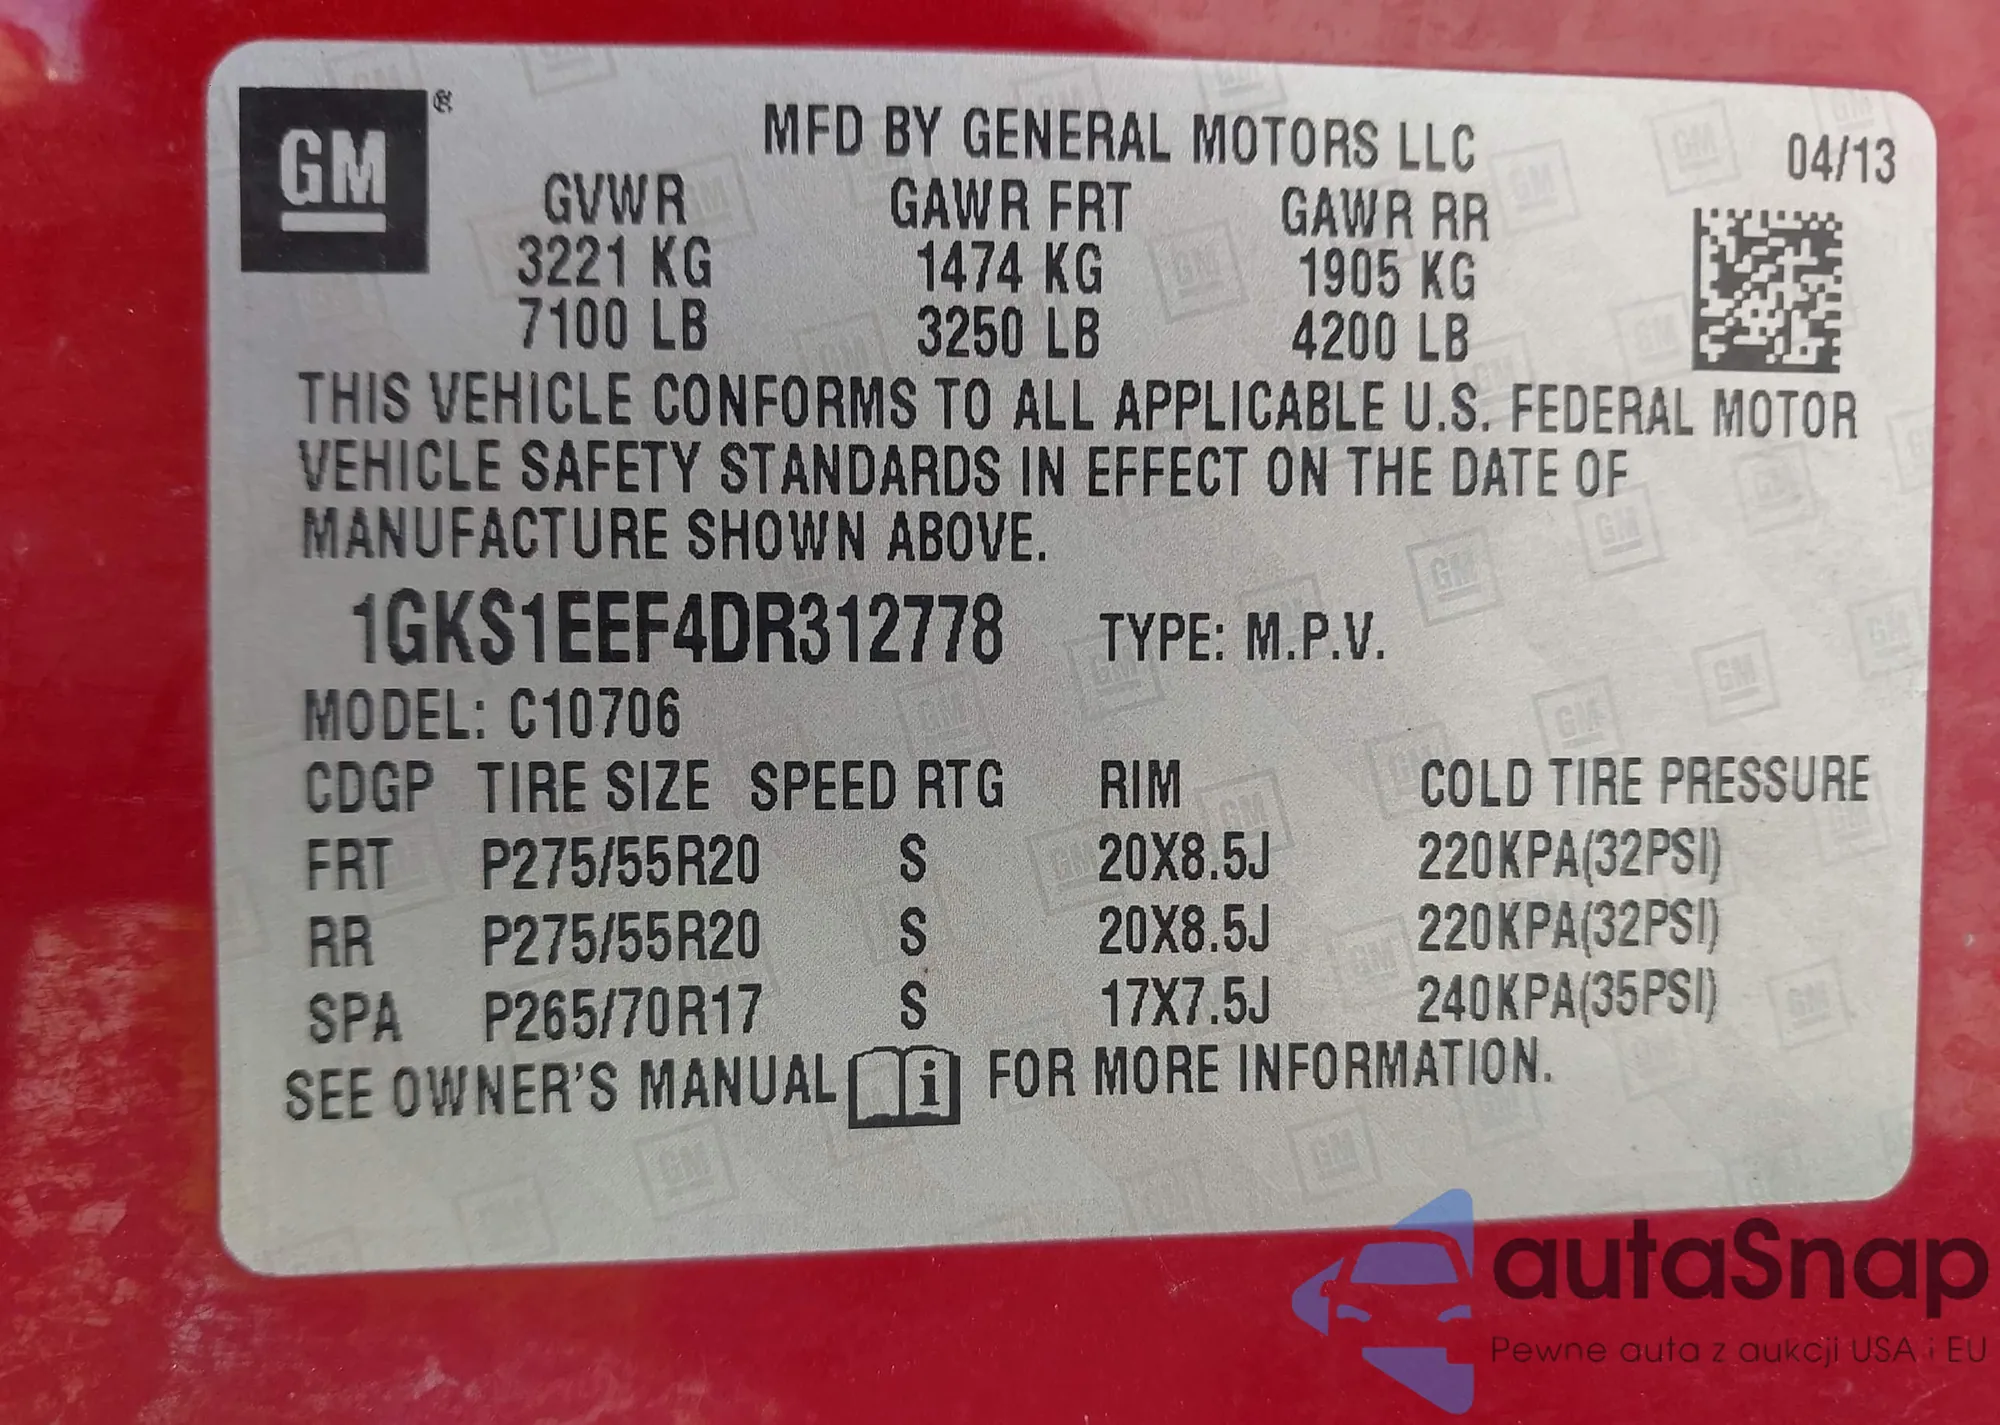 GM®
MFD BY GENERAL MOTORS LLC 04/13
GVWR GAWR FRT GAWR RR
3221 KG 1474 KG 1905 KG
7100 LB 3250 LB 4200 LB
THIS VEHICLE CONFORMS TO ALL APPLICABLE U.S. FEDERAL MOTOR
VEHICLE SAFETY STANDARDS IN EFFECT ON THE DATE OF
MANUFACTURE SHOWN ABOVE.
1GKS1EEF4DR312778 TYPE: M.P.V.
MODEL: C10706
CDGP TIRE SIZE SPEED RTG RIM COLD TIRE PRESSURE
FRT P275/55R20 S 20X8.5J 220KPA(32PSI)
RR P275/55R20 S 20X8.5J 220KPA(32PSI)
SPA P265/70R17 S 17X7.5J 240KPA(35PSI)
SEE OWNER'S MANUAL i FOR MORE INFORMATION.
autaSnap
Pewne auta z aukcji USA i EU